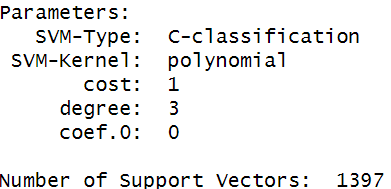 Parameters:
SVM-Type: C-classification
SVM-Kernel: polynomial
cost: 1
degree: 3
coef.0: 0
Number of Support Vectors: 1397